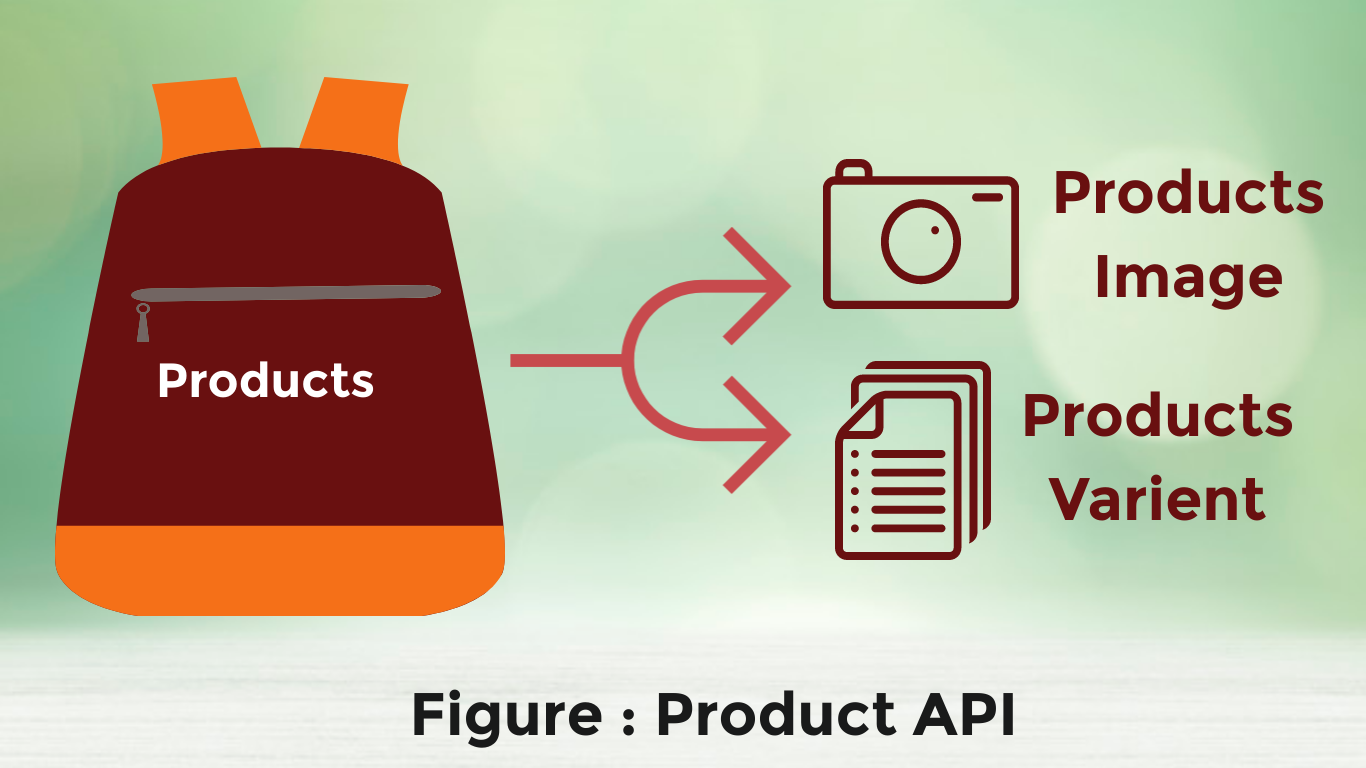 Products
Products
Image
Products
Varient
Figure : Product API